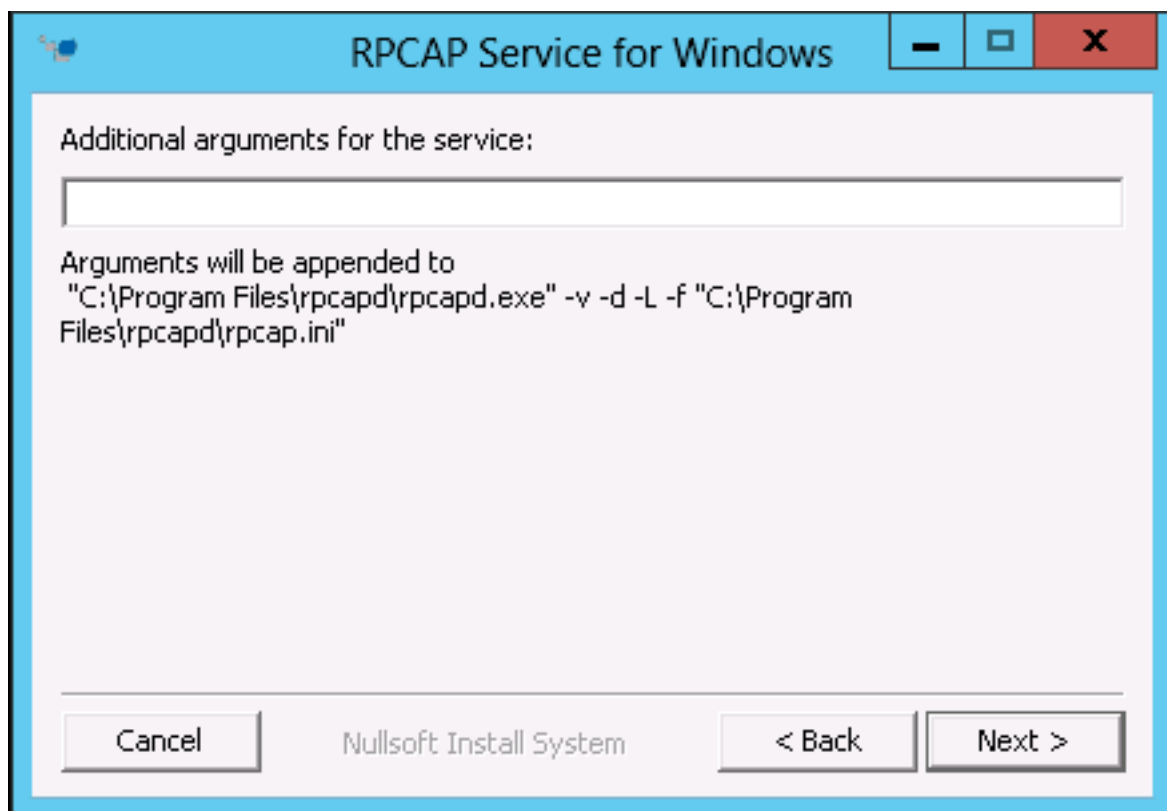 RPCAP Service for Windows
Additional arguments for the service:
Arguments will be appended to
"C:\Program Files\rpcapd\rpcapd.exe" -v -d -L -f "C:\Program
Files\rpcapd\rpcap.ini"
Cancel
Nullsoft Install System
< Back
Next >